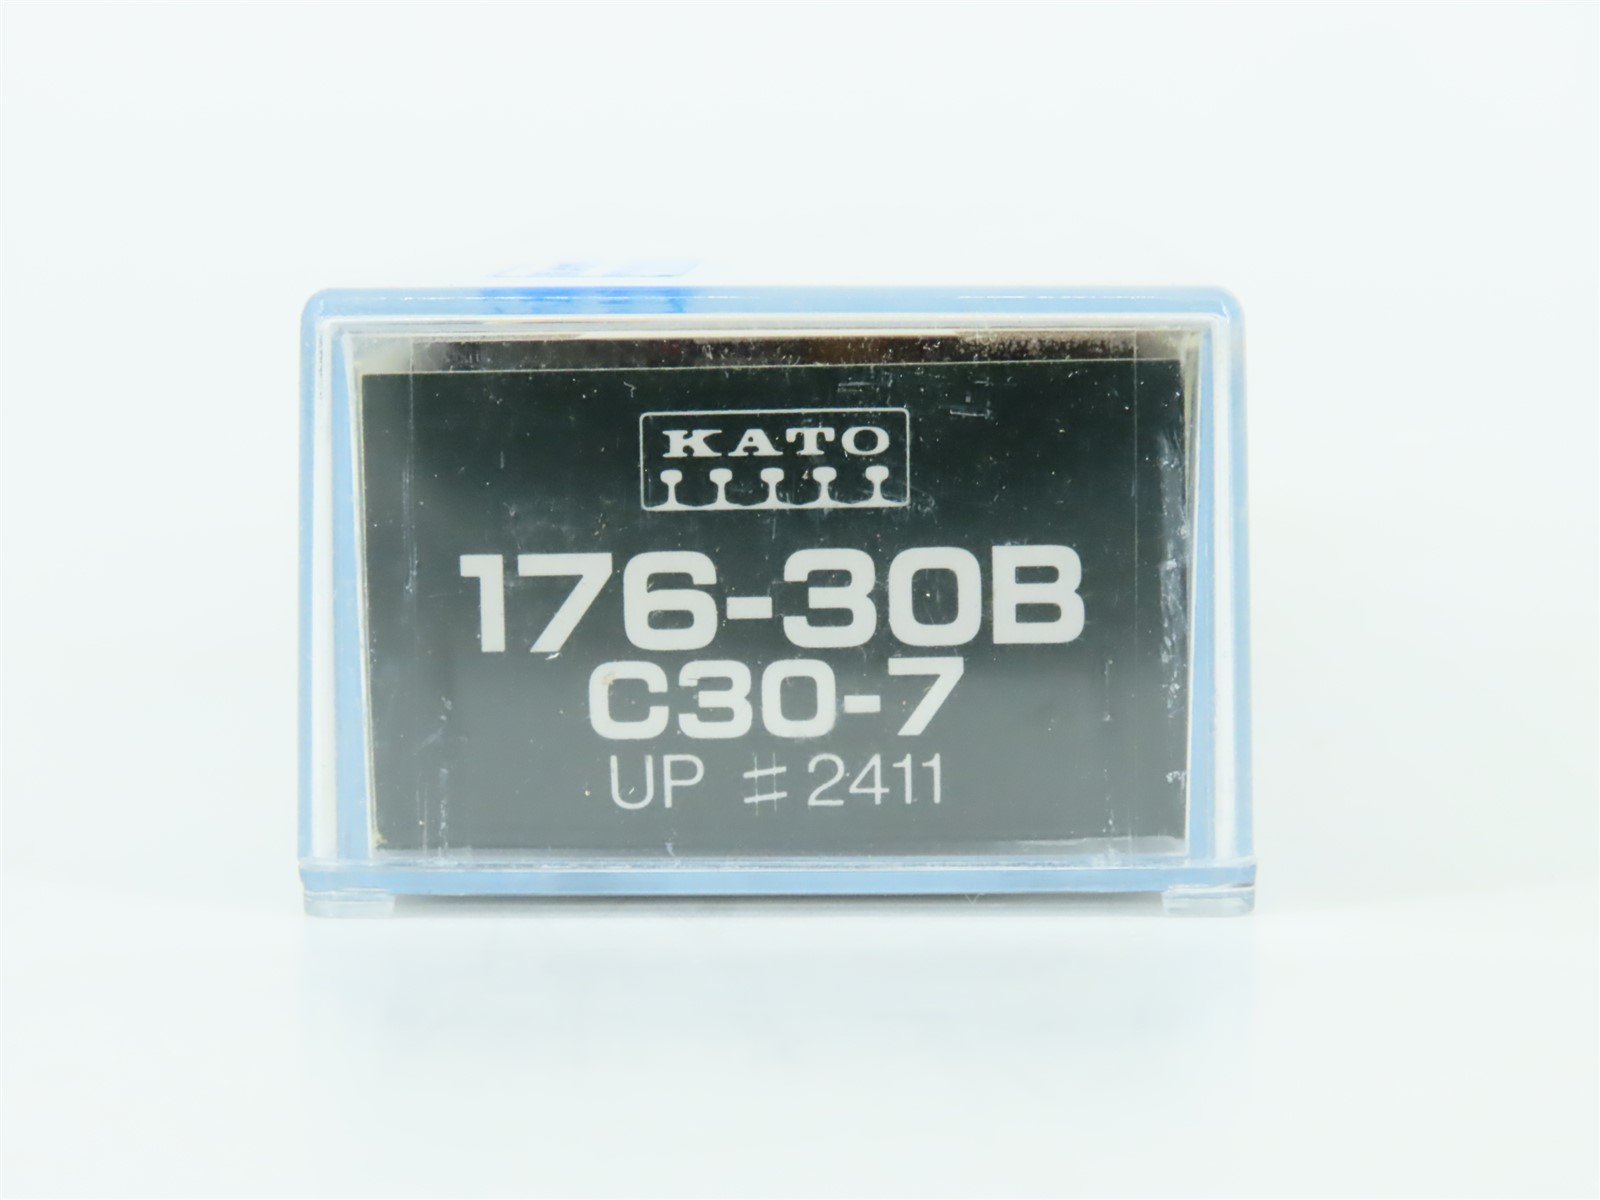 KATO
176-30B
C30-7
UP #2411